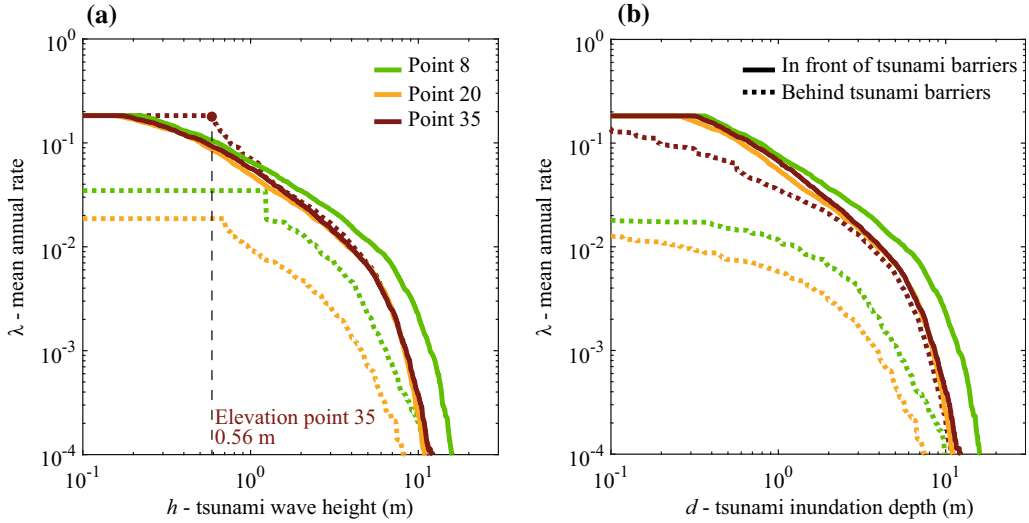 (a)
(b)
10^0
10^-1
10^-2
10^-3
10^-4
λ - mean annual rate
Point 8
Point 20
Point 35
Elevation point 35
0.56 m
10^-1
10^0
10^1
h - tsunami wave height (m)
10^0
10^-1
10^-2
10^-3
10^-4
λ - mean annual rate
In front of tsunami barriers
Behind tsunami barriers
10^-1
10^0
10^1
d - tsunami inundation depth (m)